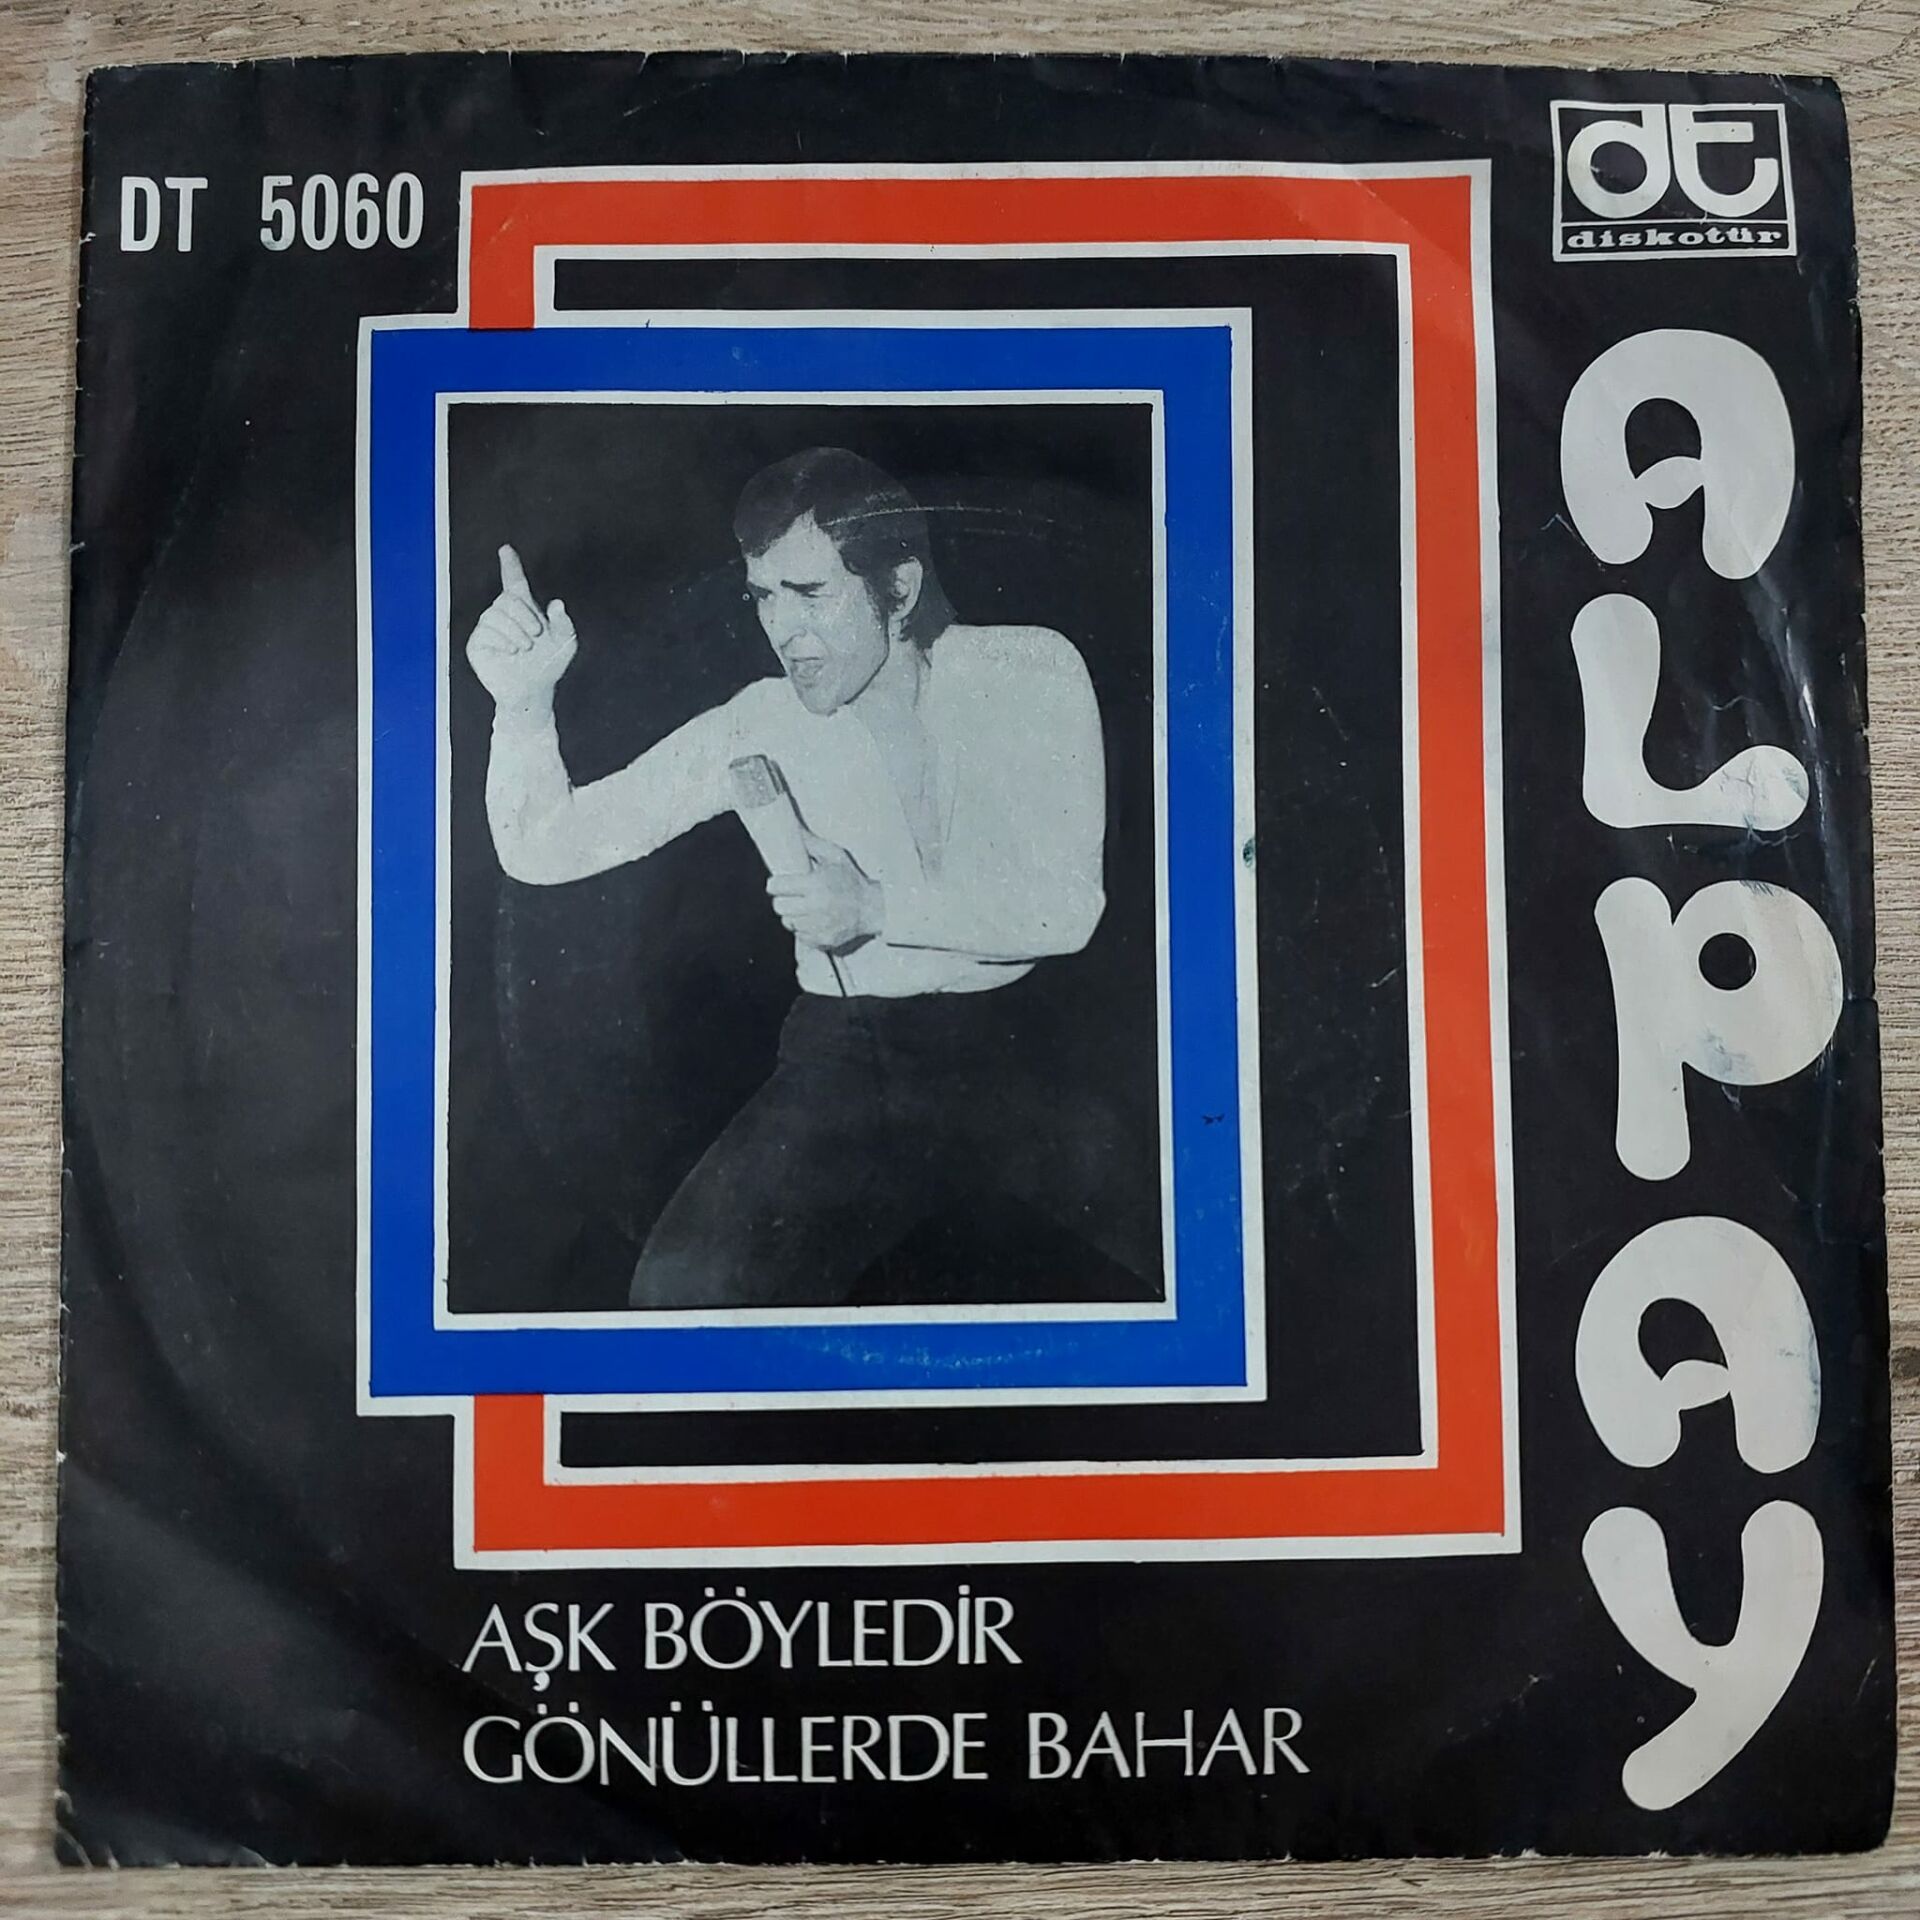 DT 5060
dt
diskotür
ALPAY
AŞK BÖYLEDİR
GÖNÜLLERDE BAHAR